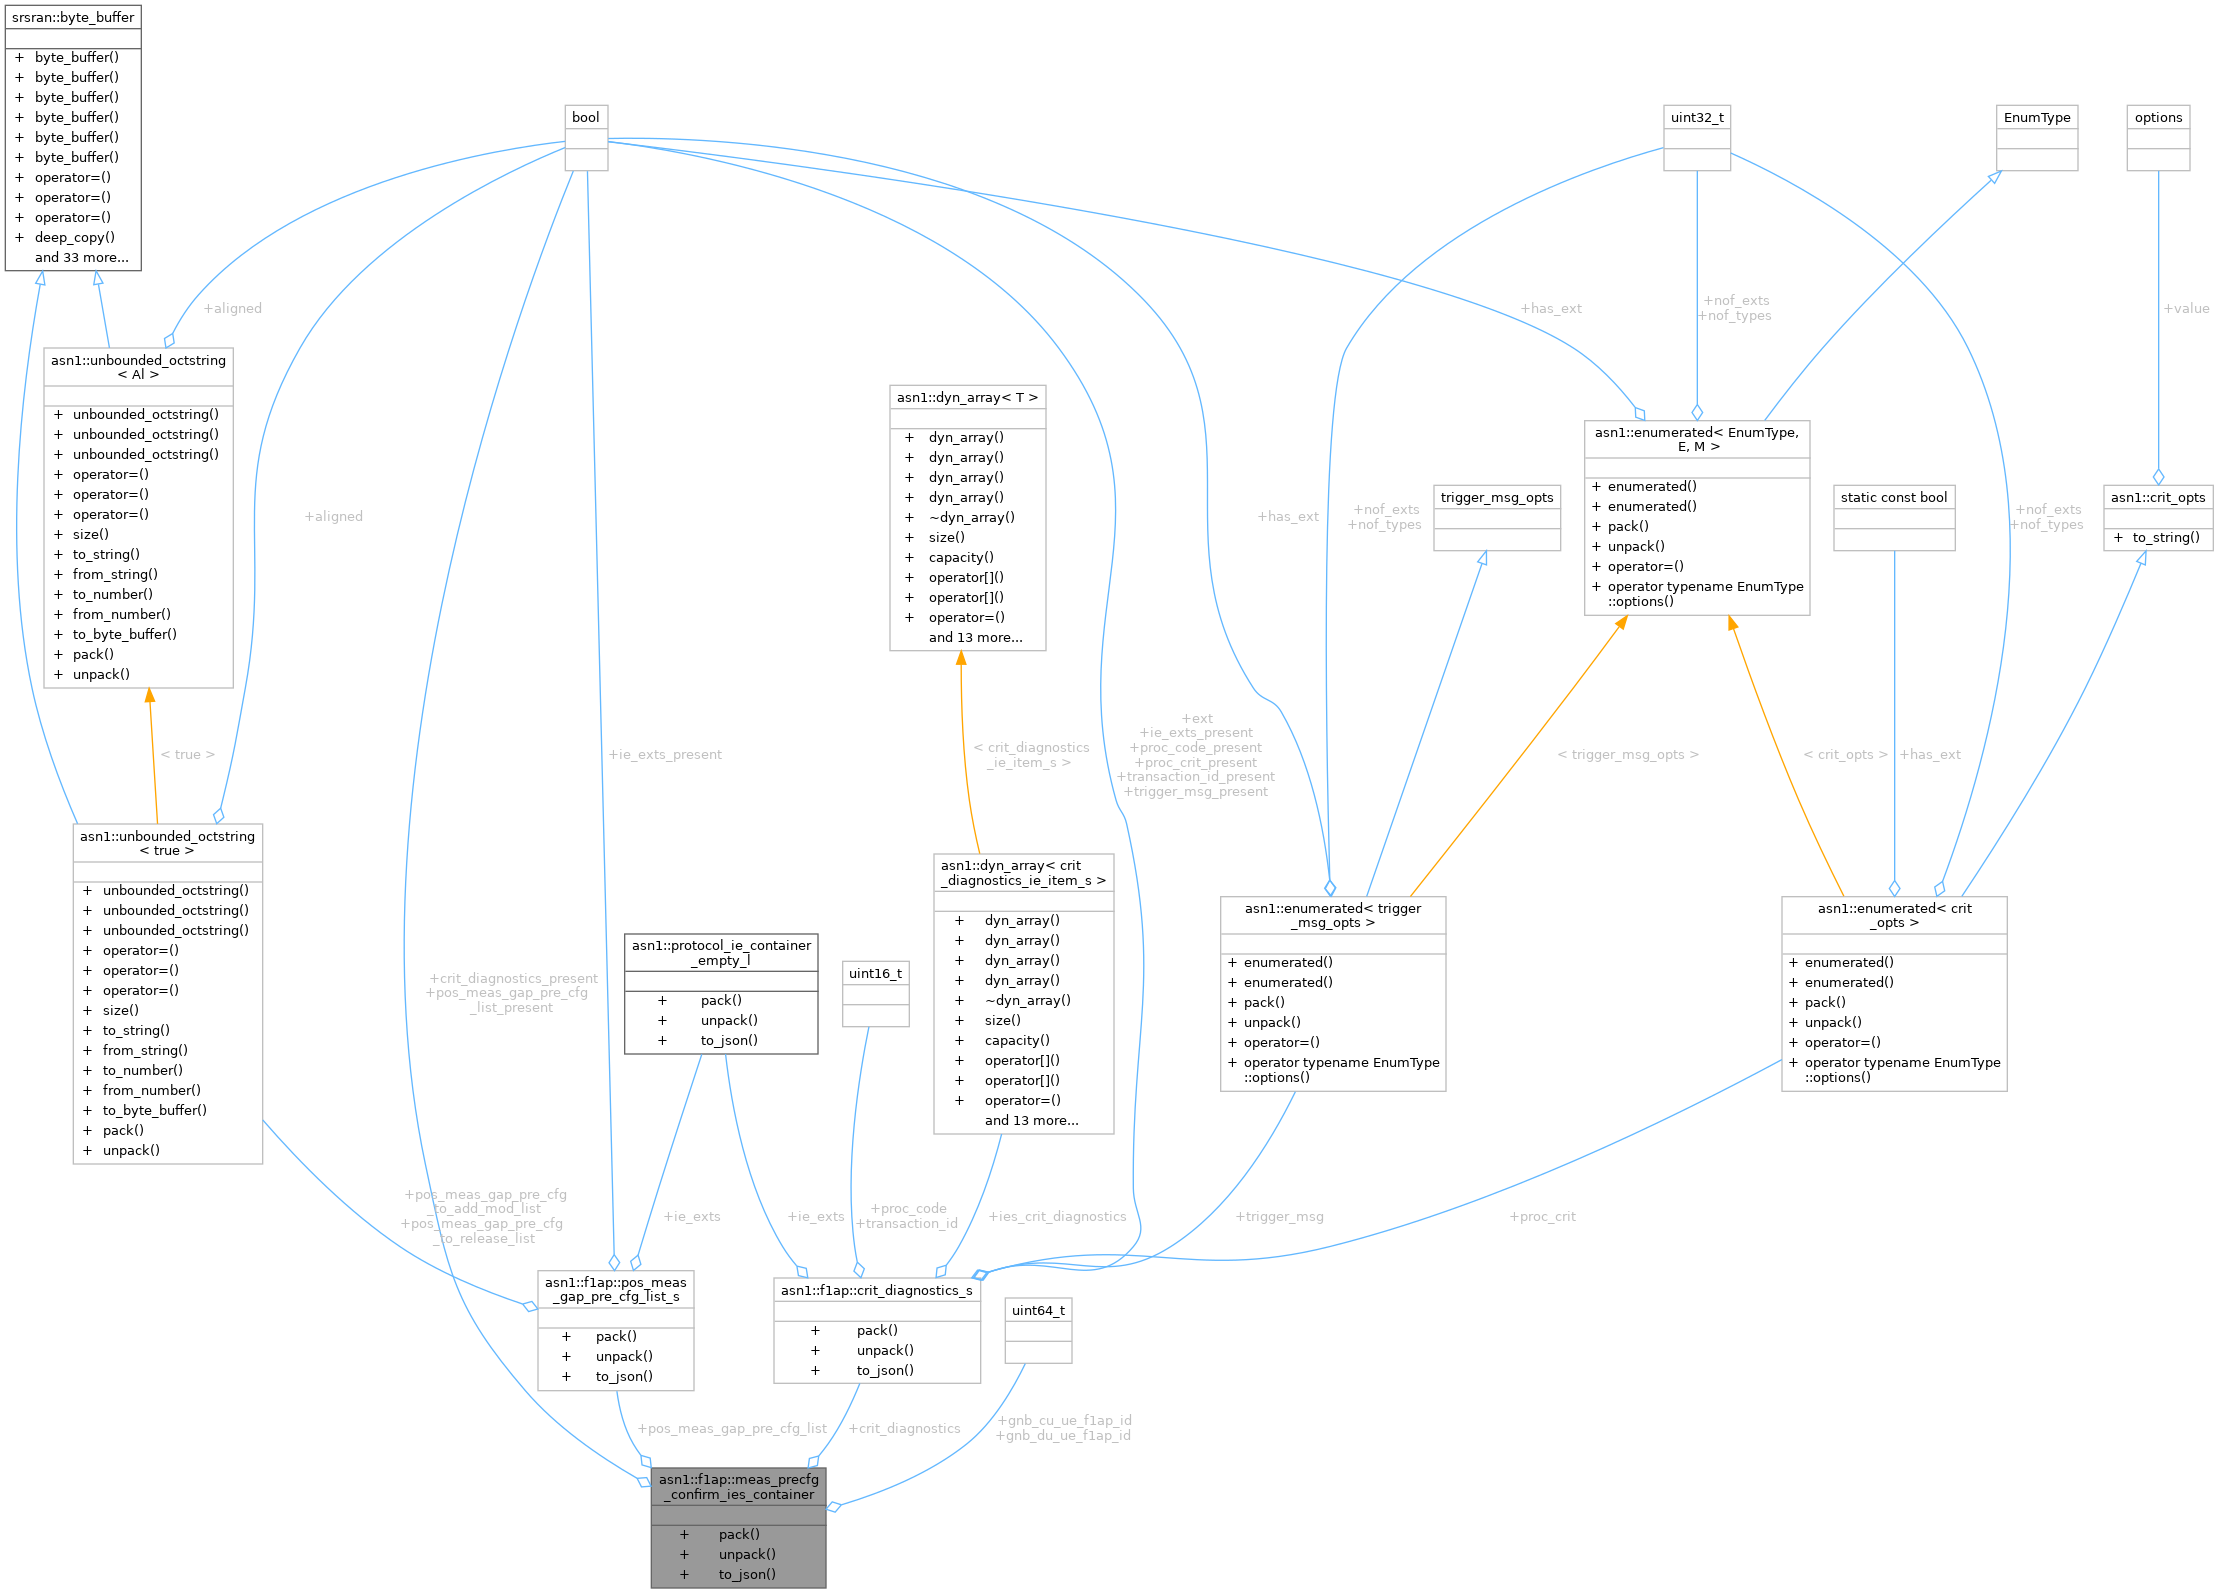 srsran::byte_buffer
+ byte_buffer()
+ byte_buffer()
+ byte_buffer()
+ byte_buffer()
+ byte_buffer()
+ byte_buffer()
+ operator=()
+ operator=()
+ operator=()
+ deep_copy()
and 33 more...
bool
uint32_t
EnumType
options
+aligned
+has_ext
+nof_exts
+nof_types
+value
asn1::unbounded_octstring
< Al >
+ unbounded_octstring()
+ unbounded_octstring()
+ unbounded_octstring()
+ operator=()
+ operator=()
+ operator=()
+ size()
+ to_string()
+ from_string()
+ to_number()
+ from_number()
+ to_byte_buffer()
+ pack()
+ unpack()
+aligned
asn1::dyn_array< T >
+ dyn_array()
+ dyn_array()
+ dyn_array()
+ dyn_array()
+ ~dyn_array()
+ size()
+ capacity()
+ operator[]()
+ operator[]()
+ operator=()
and 13 more...
+has_ext
+nof_exts
+nof_types
trigger_msg_opts
asn1::enumerated< EnumType,
E, M >
+ enumerated()
+ enumerated()
+ pack()
+ unpack()
+ operator=()
+ operator typename EnumType
::options()
static const bool
+nof_exts
+nof_types
asn1::crit_opts
+ to_string()
< true >
+ie_exts_present
< crit_diagnostics
_ie_item_s >
+ext
+ie_exts_present
+proc_code_present
+proc_crit_present
+transaction_id_present
+trigger_msg_present
< trigger_msg_opts >
< crit_opts >
+has_ext
asn1::unbounded_octstring
< true >
+ unbounded_octstring()
+ unbounded_octstring()
+ unbounded_octstring()
+ operator=()
+ operator=()
+ operator=()
+ size()
+ to_string()
+ from_string()
+ to_number()
+ from_number()
+ to_byte_buffer()
+ pack()
+ unpack()
+crit_diagnostics_present
+pos_meas_gap_pre_cfg
_list_present
asn1::protocol_ie_container
_empty_l
+ pack()
+ unpack()
+ to_json()
uint16_t
asn1::dyn_array< crit
_diagnostics_ie_item_s >
+ dyn_array()
+ dyn_array()
+ dyn_array()
+ dyn_array()
+ ~dyn_array()
+ size()
+ capacity()
+ operator[]()
+ operator[]()
+ operator=()
and 13 more...
asn1::enumerated< trigger
_msg_opts >
+ enumerated()
+ enumerated()
+ pack()
+ unpack()
+ operator=()
+ operator typename EnumType
::options()
asn1::enumerated< crit
_opts >
+ enumerated()
+ enumerated()
+ pack()
+ unpack()
+ operator=()
+ operator typename EnumType
::options()
+pos_meas_gap_pre_cfg
_to_add_mod_list
+pos_meas_gap_pre_cfg
_to_release_list
+ie_exts
+ie_exts
+proc_code
+transaction_id
+ies_crit_diagnostics
+trigger_msg
+proc_crit
asn1::f1ap::pos_meas
_gap_pre_cfg_list_s
+ pack()
+ unpack()
+ to_json()
asn1::f1ap::crit_diagnostics_s
+ pack()
+ unpack()
+ to_json()
uint64_t
+pos_meas_gap_pre_cfg_list
+crit_diagnostics
+gnb_cu_ue_f1ap_id
+gnb_du_ue_f1ap_id
asn1::f1ap::meas_precfg
_confirm_ies_container
+ pack()
+ unpack()
+ to_json()